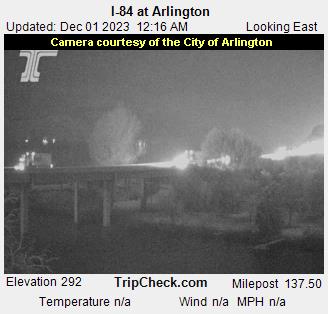 I-84 at Arlington
Updated: Dec 01 2023 12:16 AM Looking East
Camera courtesy of the City of Arlington
Elevation 292 TripCheck.com Milepost 137.50
Temperature n/a Wind n/a MPH n/a